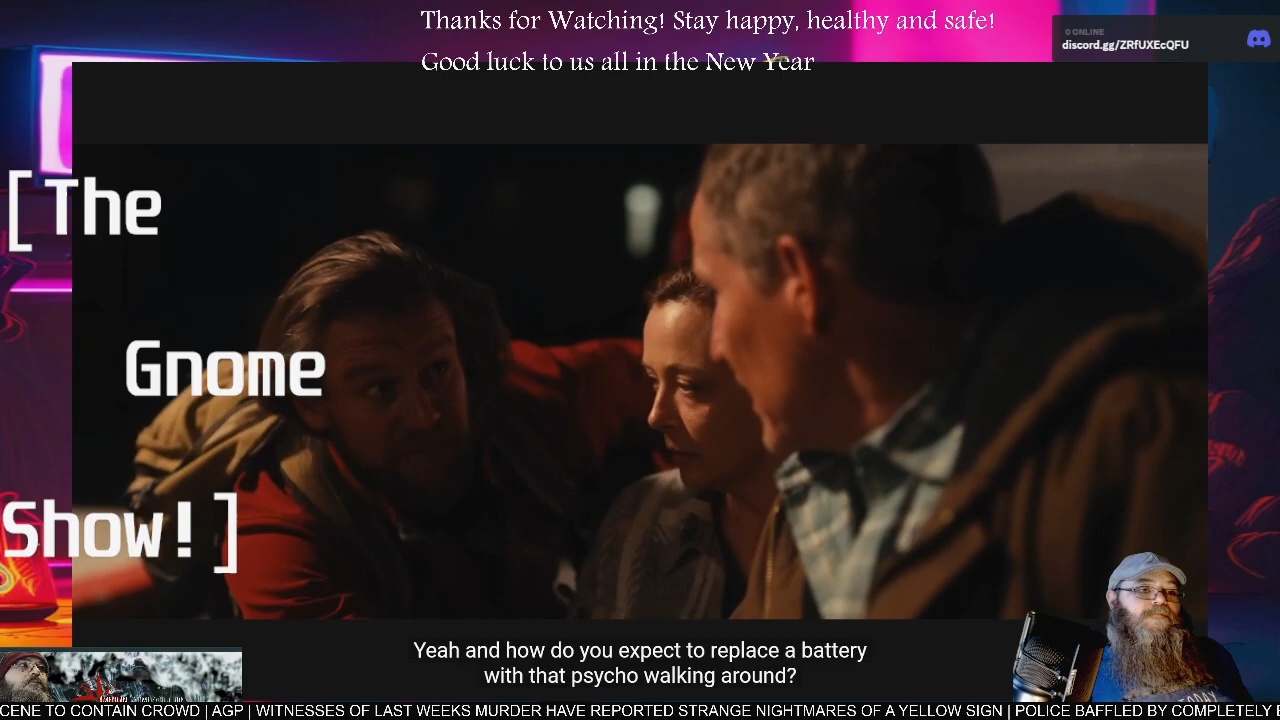 Thanks for Watching! Stay happy, healthy and safe!
Good luck to us all in the New Year
0 ONLINE
discord.gg/ZRfUXEcQFU
[The
Gnome
Show!]
Yeah and how do you expect to replace a battery
with that psycho walking around?
CENE TO CONTAIN CROWD | AGP | WITNESSES OF LAST WEEKS MURDER HAVE REPORTED STRANGE NIGHTMARES OF A YELLOW SIGN | POLICE BAFFLED BY COMPLETELY E